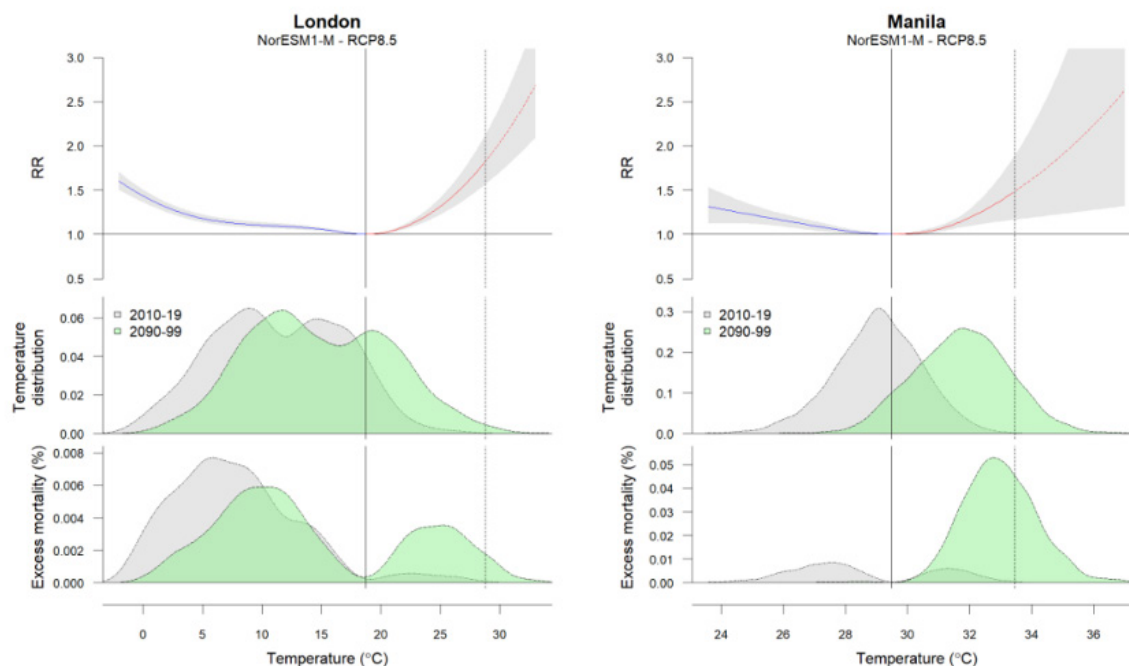 London
NorESM1-M - RCP8.5
3.0
2.5
2.0
1.5
1.0
0.5
RR
2010-19
2090-99
0.06
0.04
0.02
0.00
Temperature
distribution
0.008
0.006
0.004
0.002
0.000
Excess mortality (%)
0 5 10 15 20 25 30
Temperature (°C)
Manila
NorESM1-M - RCP8.5
3.0
2.5
2.0
1.5
1.0
0.5
RR
2010-19
2090-99
0.3
0.2
0.1
0.0
Temperature
distribution
0.05
0.04
0.03
0.02
0.01
0.00
Excess mortality (%)
24 26 28 30 32 34 36
Temperature (°C)